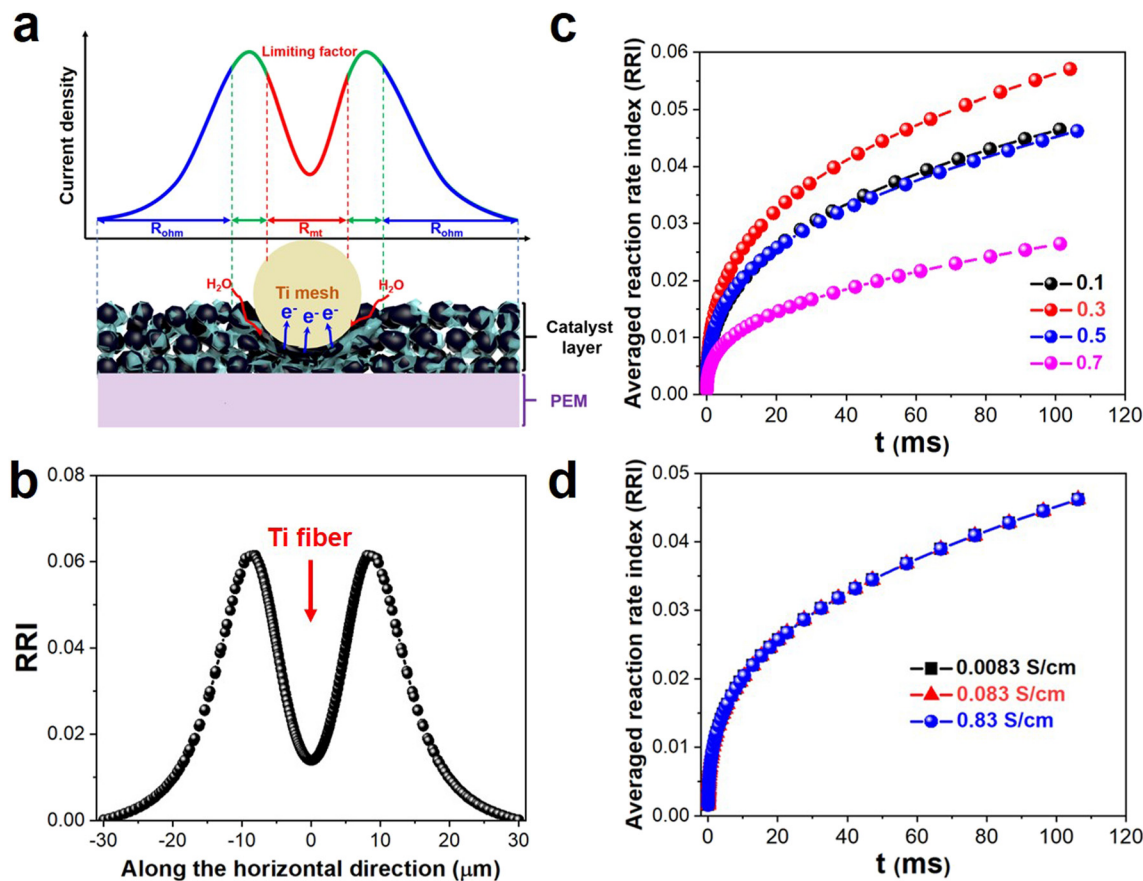 a
Current density
Limiting factor
Rohm
Rmt
Rohm
H2O
H2O
Ti mesh
e- e- e-
Catalyst
layer
PEM
b
RRI
0.08
0.06
0.04
0.02
0.00
Ti fiber
-30 -20 -10 0 10 20 30
Along the horizontal direction (μm)
c
Averaged reaction rate index (RRI)
0.06
0.05
0.04
0.03
0.02
0.01
0.00
0.1
0.3
0.5
0.7
0 20 40 60 80 100 120
t (ms)
d
Averaged reaction rate index (RRI)
0.05
0.04
0.03
0.02
0.01
0.00
0.0083 S/cm
0.083 S/cm
0.83 S/cm
0 20 40 60 80 100 120
t (ms)